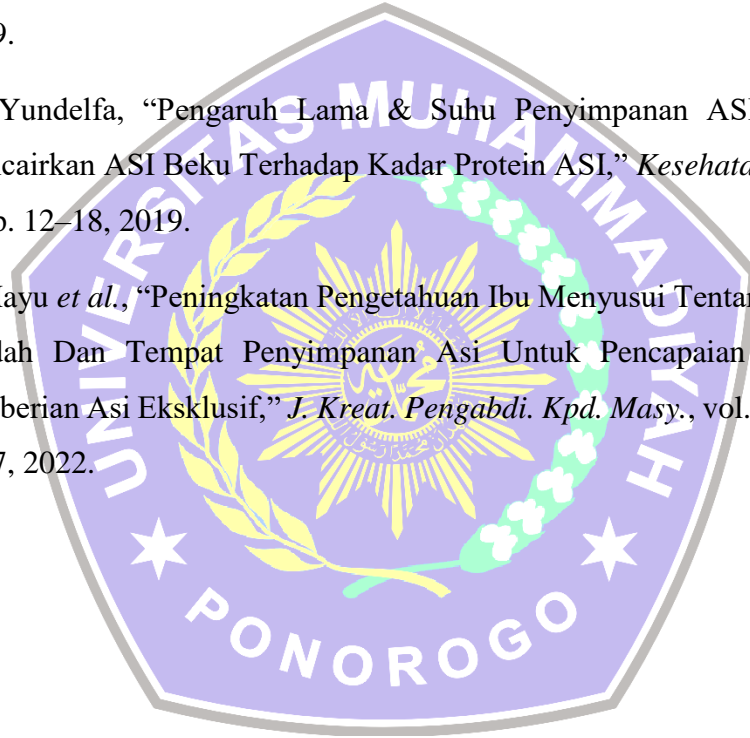 9.
Yundelfa, “Pengaruh Lama & Suhu Penyimpanan ASI
cairkan ASI Beku Terhadap Kadar Protein ASI,” Kesehata
p. 12–18, 2019.
ayu et al., “Peningkatan Pengetahuan Ibu Menyusui Tentan
dah Dan Tempat Penyimpanan Asi Untuk Pencapaian
berian Asi Eksklusif,” J. Kreat. Pengabdi. Kpd. Masy., vol.
7, 2022.
UNIVERSITAS MUHAMMADIYAH
PONOROGO